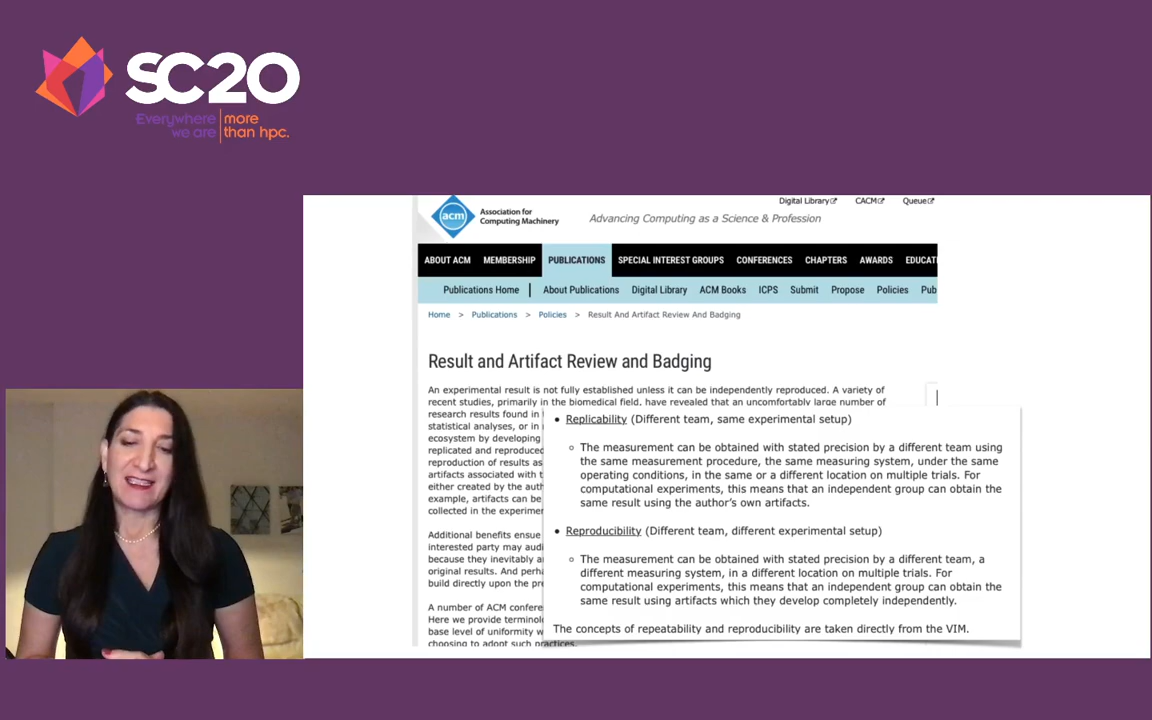 SC20
Everywhere more
we are than hpc.
Digital Library CACM Queue
acm
Association for
Computing Machinery
Advancing Computing as a Science & Profession
ABOUT ACM MEMBERSHIP PUBLICATIONS SPECIAL INTEREST GROUPS CONFERENCES CHAPTERS AWARDS EDUCATI
Publications Home About Publications Digital Library ACM Books ICPS Submit Propose Policies Pub
Home > Publications > Policies > Result And Artifact Review And Badging
Result and Artifact Review and Badging
An experimental result is not fully established unless it can be independently reproduced. A variety of
recent studies, primarily in the biomedical field, have revealed that an uncomfortably large number of
research results found in
statistical analyses, or in
ecosystem by developing
replicated and reproduced
reproduction of results as
artifacts associated with t
either created by the auth
example, artifacts can be
collected in the experimer
Additional benefits ensue
interested party may audi
because they inevitably a
original results. And perha
build directly upon the pre
A number of ACM conferer
Here we provide terminol
base level of uniformity w
choosing to adopt such practices.
• Replicability (Different team, same experimental setup)
○ The measurement can be obtained with stated precision by a different team using
the same measurement procedure, the same measuring system, under the same
operating conditions, in the same or a different location on multiple trials. For
computational experiments, this means that an independent group can obtain the
same result using the author’s own artifacts.
• Reproducibility (Different team, different experimental setup)
○ The measurement can be obtained with stated precision by a different team, a
different measuring system, in a different location on multiple trials. For
computational experiments, this means that an independent group can obtain the
same result using artifacts which they develop completely independently.
The concepts of repeatability and reproducibility are taken directly from the VIM.